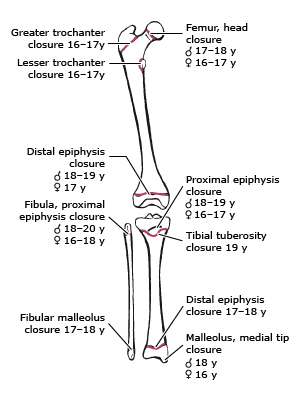 Greater trochanter
closure 16–17y
Lesser trochanter
closure 16–17y
Femur, head
closure
♂ 17–18 y
♀ 16–17 y
Distal epiphysis
closure
♂ 18–19 y
♀ 17 y
Proximal epiphysis
closure
♂ 18–19 y
♀ 16–17 y
Fibula, proximal
epiphysis closure
♂ 18–20 y
♀ 16–18 y
Tibial tuberosity
closure 19 y
Distal epiphysis
closure 17–18 y
Fibular malleolus
closure 17–18 y
Malleolus, medial tip
closure
♂ 18 y
♀ 16 y